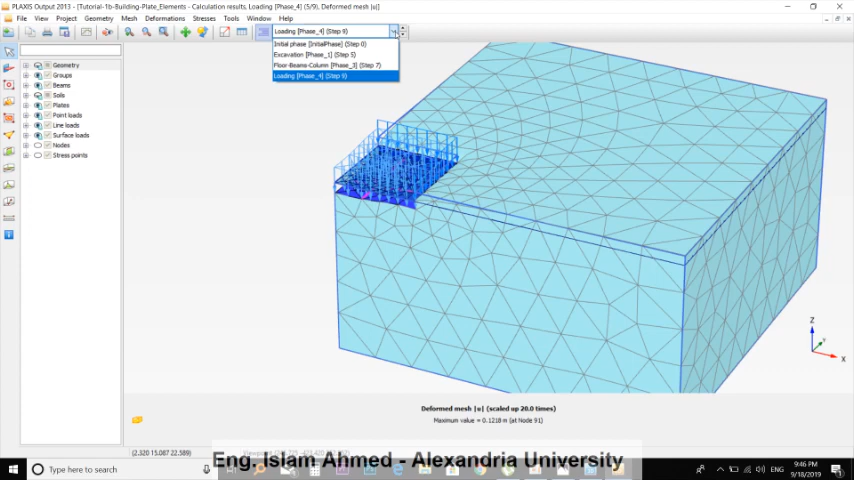 PLAXIS Output 2013 - [Tutorial-1b-Building-Plate_Elements - Calculation results, Loading [Phase_4] (5/9), Deformed mesh |u|]
File View Project Geometry Mesh Deformations Stresses Tools Window Help
Loading [Phase_4] (Step 9)
Initial phase [InitialPhase] (Step 0)
Excavation [Phase_1] (Step 5)
Floor-Beams-Column [Phase_3] (Step 7)
Loading [Phase_4] (Step 9)
Geometry
Groups
Beams
Soils
Plates
Point loads
Line loads
Surface loads
Nodes
Stress points
Z
Y
X
Deformed mesh |u| (scaled up 20.0 times)
Maximum value = 0.1218 m (at Node 91)
(2.320 15.087 22.589)
Eng. Islam Ahmed - Alexandria University
Type here to search
ENG
9:46 PM
9/18/2019